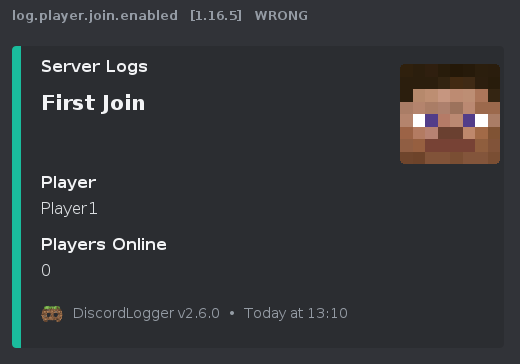 log.player.join.enabled [1.16.5] WRONG
Server Logs
First Join
Player
Player1
Players Online
0
DiscordLogger v2.6.0 • Today at 13:10